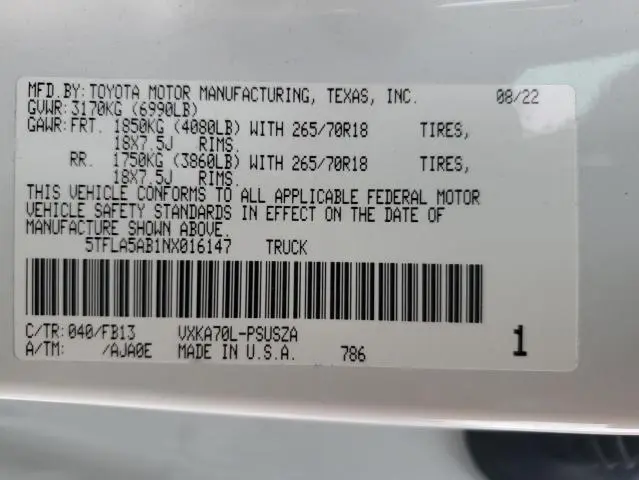 MFD.BY: TOYOTA MOTOR MANUFACTURING, TEXAS, INC. 08/22
GVWR: 3170KG (6990LB)
GAWR: FRT. 1850KG (4080LB) WITH 265/70R18 TIRES,
18X7.5J RIMS.
RR. 1750KG (3860LB) WITH 265/70R18 TIRES,
18X7.5J RIMS.
THIS VEHICLE CONFORMS TO ALL APPLICABLE FEDERAL MOTOR
VEHICLE SAFETY STANDARDS IN EFFECT ON THE DATE OF
MANUFACTURE SHOWN ABOVE.
5TFLA5AB1NX016147 TRUCK
C/TR: 040/FB13 VXKA70L-PSUSZA 1
A/TM: /AJA0E MADE IN U.S.A. 786